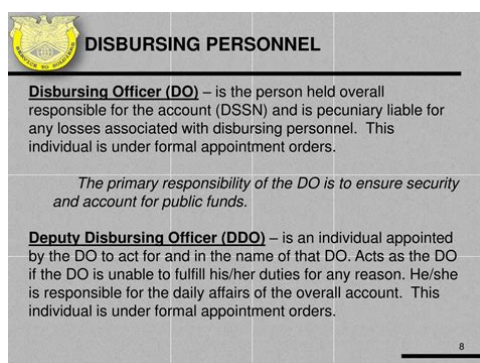 DISBURSING PERSONNEL
Disbursing Officer (DO) – is the person held overall
responsible for the account (DSSN) and is pecuniary liable for
any losses associated with disbursing personnel. This
individual is under formal appointment orders.
The primary responsibility of the DO is to ensure security
and account for public funds.
Deputy Disbursing Officer (DDO) – is an individual appointed
by the DO to act for and in the name of that DO. Acts as the DO
if the DO is unable to fulfill his/her duties for any reason. He/she
is responsible for the daily affairs of the overall account. This
individual is under formal appointment orders.
8